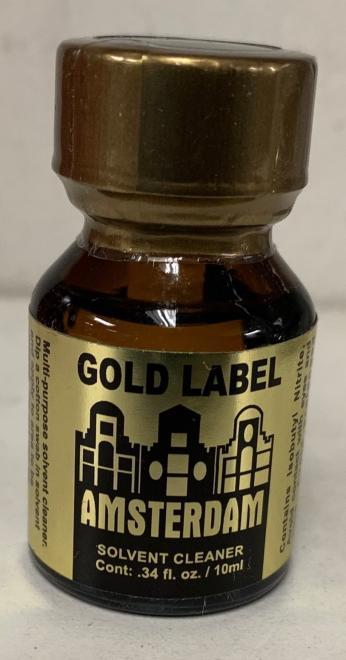 GOLD LABEL
AMSTERDAM
SOLVENT CLEANER
Cont: .34 fl. oz. / 10ml
Multi-purpose solvent cleaner.
Dip a cotton swab in solvent
Contains Isobutyl Nitrite.